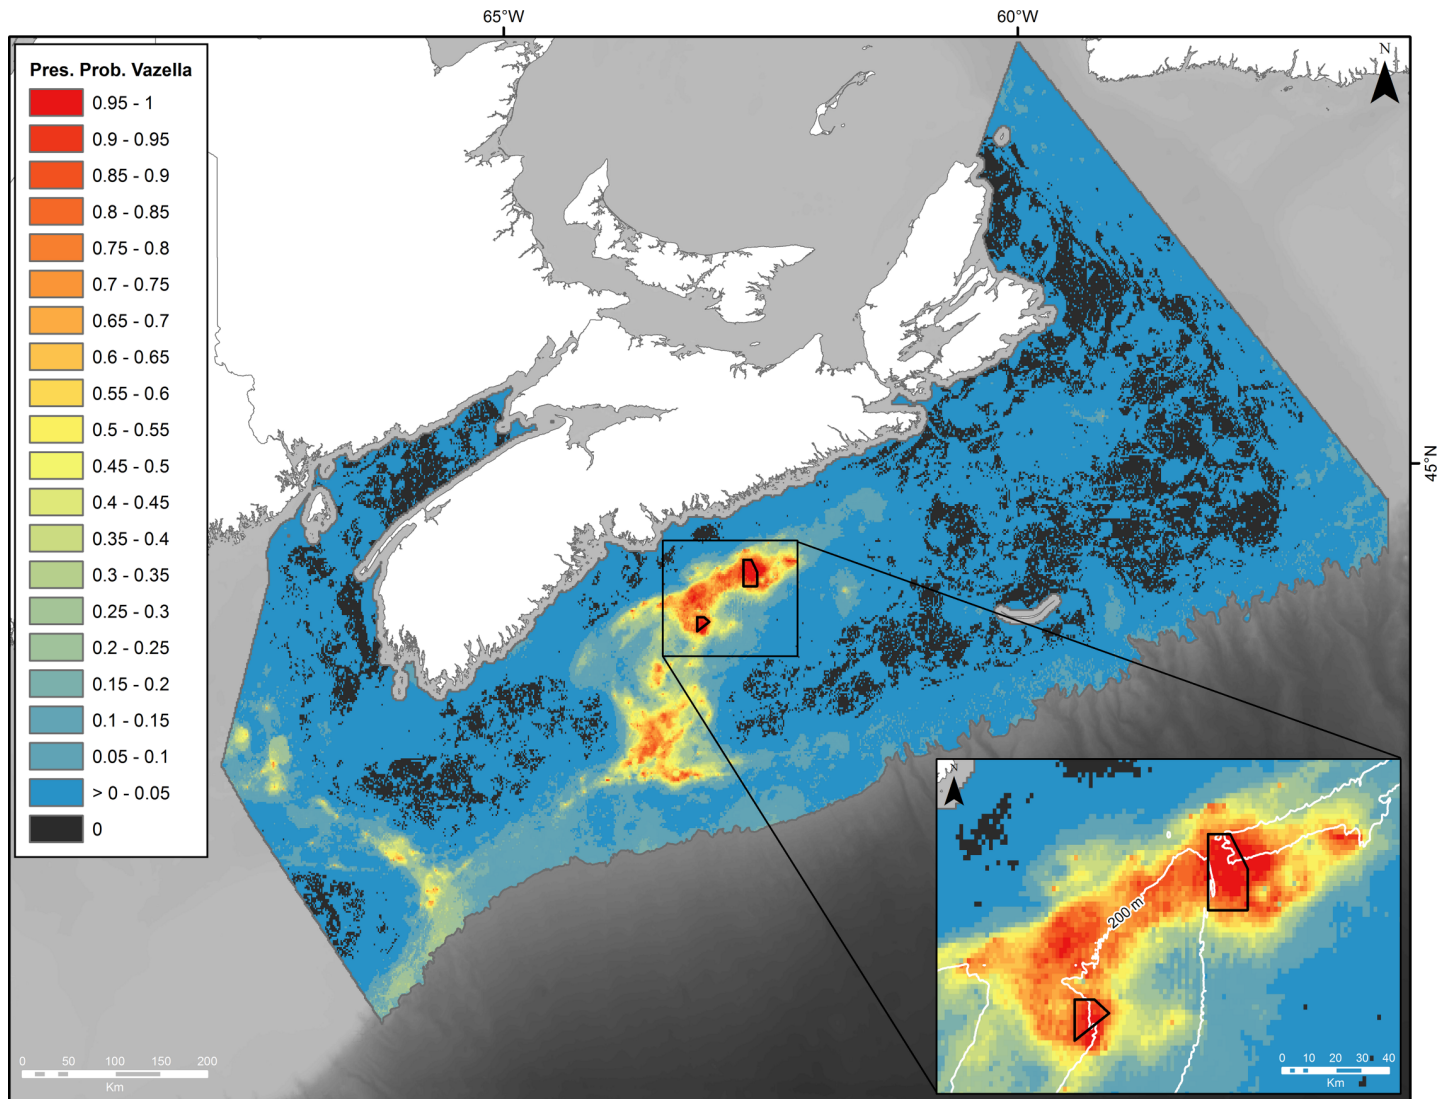 65°W
60°W
N
Pres. Prob. Vazella
0.95 - 1
0.9 - 0.95
0.85 - 0.9
0.8 - 0.85
0.75 - 0.8
0.7 - 0.75
0.65 - 0.7
0.6 - 0.65
0.55 - 0.6
0.5 - 0.55
0.45 - 0.5
0.4 - 0.45
0.35 - 0.4
0.3 - 0.35
0.25 - 0.3
0.2 - 0.25
0.15 - 0.2
0.1 - 0.15
0.05 - 0.1
> 0 - 0.05
0
45°N
N
200 m
0 50 100 150 200
Km
0 10 20 30 40
Km